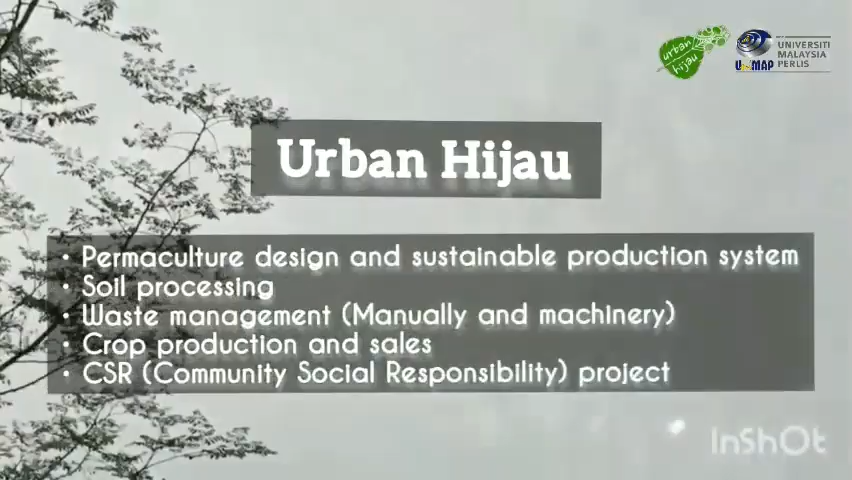 urban
hijau
UniMAP
UNIVERSITI
MALAYSIA
PERLIS
Urban Hijau
• Permaculture design and sustainable production system
• Soil processing
• Waste management (Manually and machinery)
• Crop production and sales
• CSR (Community Social Responsibility) project
InShOt